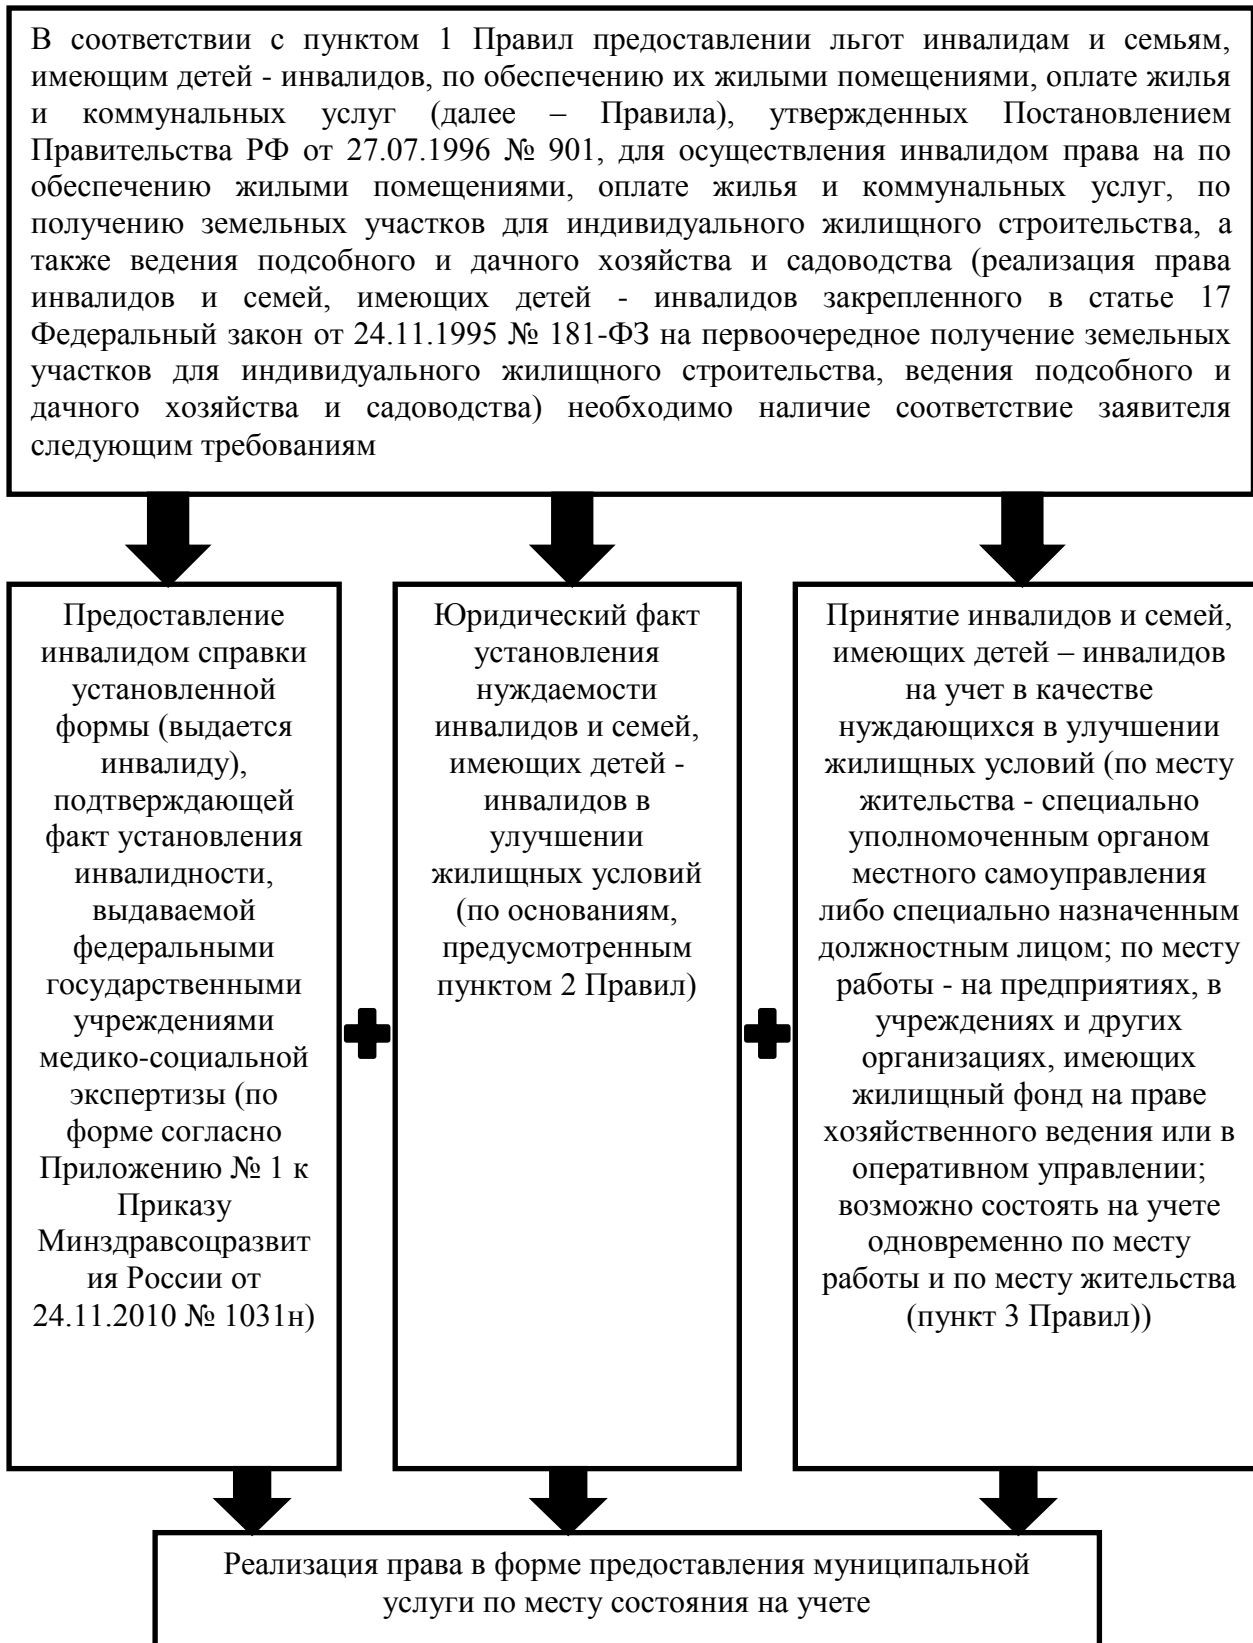 В соответствии с пунктом 1 Правил предоставлении льгот инвалидам и семьям,
имеющим детей - инвалидов, по обеспечению их жилыми помещениями, оплате жилья
и коммунальных услуг (далее – Правила), утвержденных Постановлением
Правительства РФ от 27.07.1996 № 901, для осуществления инвалидом права на по
обеспечению жилыми помещениями, оплате жилья и коммунальных услуг, по
получению земельных участков для индивидуального жилищного строительства, а
также ведения подсобного и дачного хозяйства и садоводства (реализация права
инвалидов и семей, имеющих детей - инвалидов закрепленного в статье 17
Федеральный закон от 24.11.1995 № 181-ФЗ на первоочередное получение земельных
участков для индивидуального жилищного строительства, ведения подсобного и
дачного хозяйства и садоводства) необходимо наличие соответствие заявителя
следующим требованиям
Предоставление
инвалидом справки
установленной
формы (выдается
инвалиду),
подтверждающей
факт установления
инвалидности,
выдаваемой
федеральными
государственными
учреждениями
медико-социальной
экспертизы (по
форме согласно
Приложению № 1 к
Приказу
Минздравсоцразвит
ия России от
24.11.2010 № 1031н)
Юридический факт
установления
нуждаемости
инвалидов и семей,
имеющих детей -
инвалидов в
улучшении
жилищных условий
(по основаниям,
предусмотренным
пунктом 2 Правил)
Принятие инвалидов и семей,
имеющих детей – инвалидов
на учет в качестве
нуждающихся в улучшении
жилищных условий (по месту
жительства - специально
уполномоченным органом
местного самоуправления
либо специально назначенным
должностным лицом; по месту
работы - на предприятиях, в
учреждениях и других
организациях, имеющих
жилищный фонд на праве
хозяйственного ведения или в
оперативном управлении;
возможно состоять на учете
одновременно по месту
работы и по месту жительства
(пункт 3 Правил))
Реализация права в форме предоставления муниципальной
услуги по месту состояния на учете